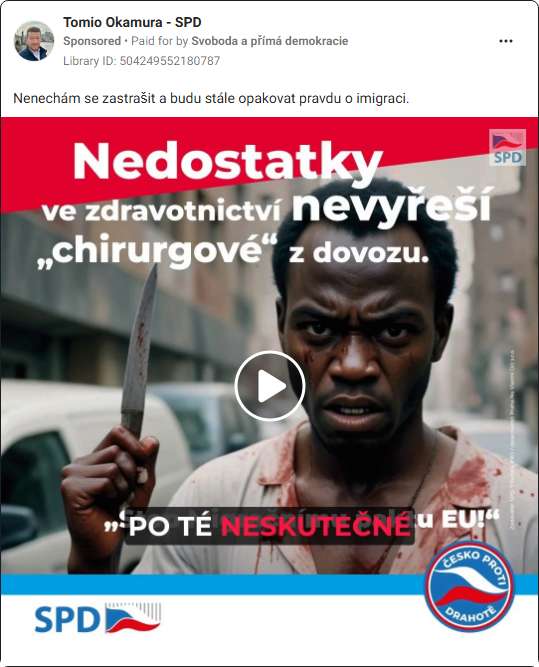 Tomio Okamura - SPD
Sponsored • Paid for by Svoboda a přímá demokracie
Library ID: 504249552180787
Nenechám se zastrašit a budu stále opakovat pravdu o imigraci.
SPD
Nedostatky
ve zdravotnictví nevyřeší
„chirurgové“ z dovozu.
PO TÉ NESKUTEČNÉ
EU!“
SPD
ČESKO PROTI
DRAHOTĚ